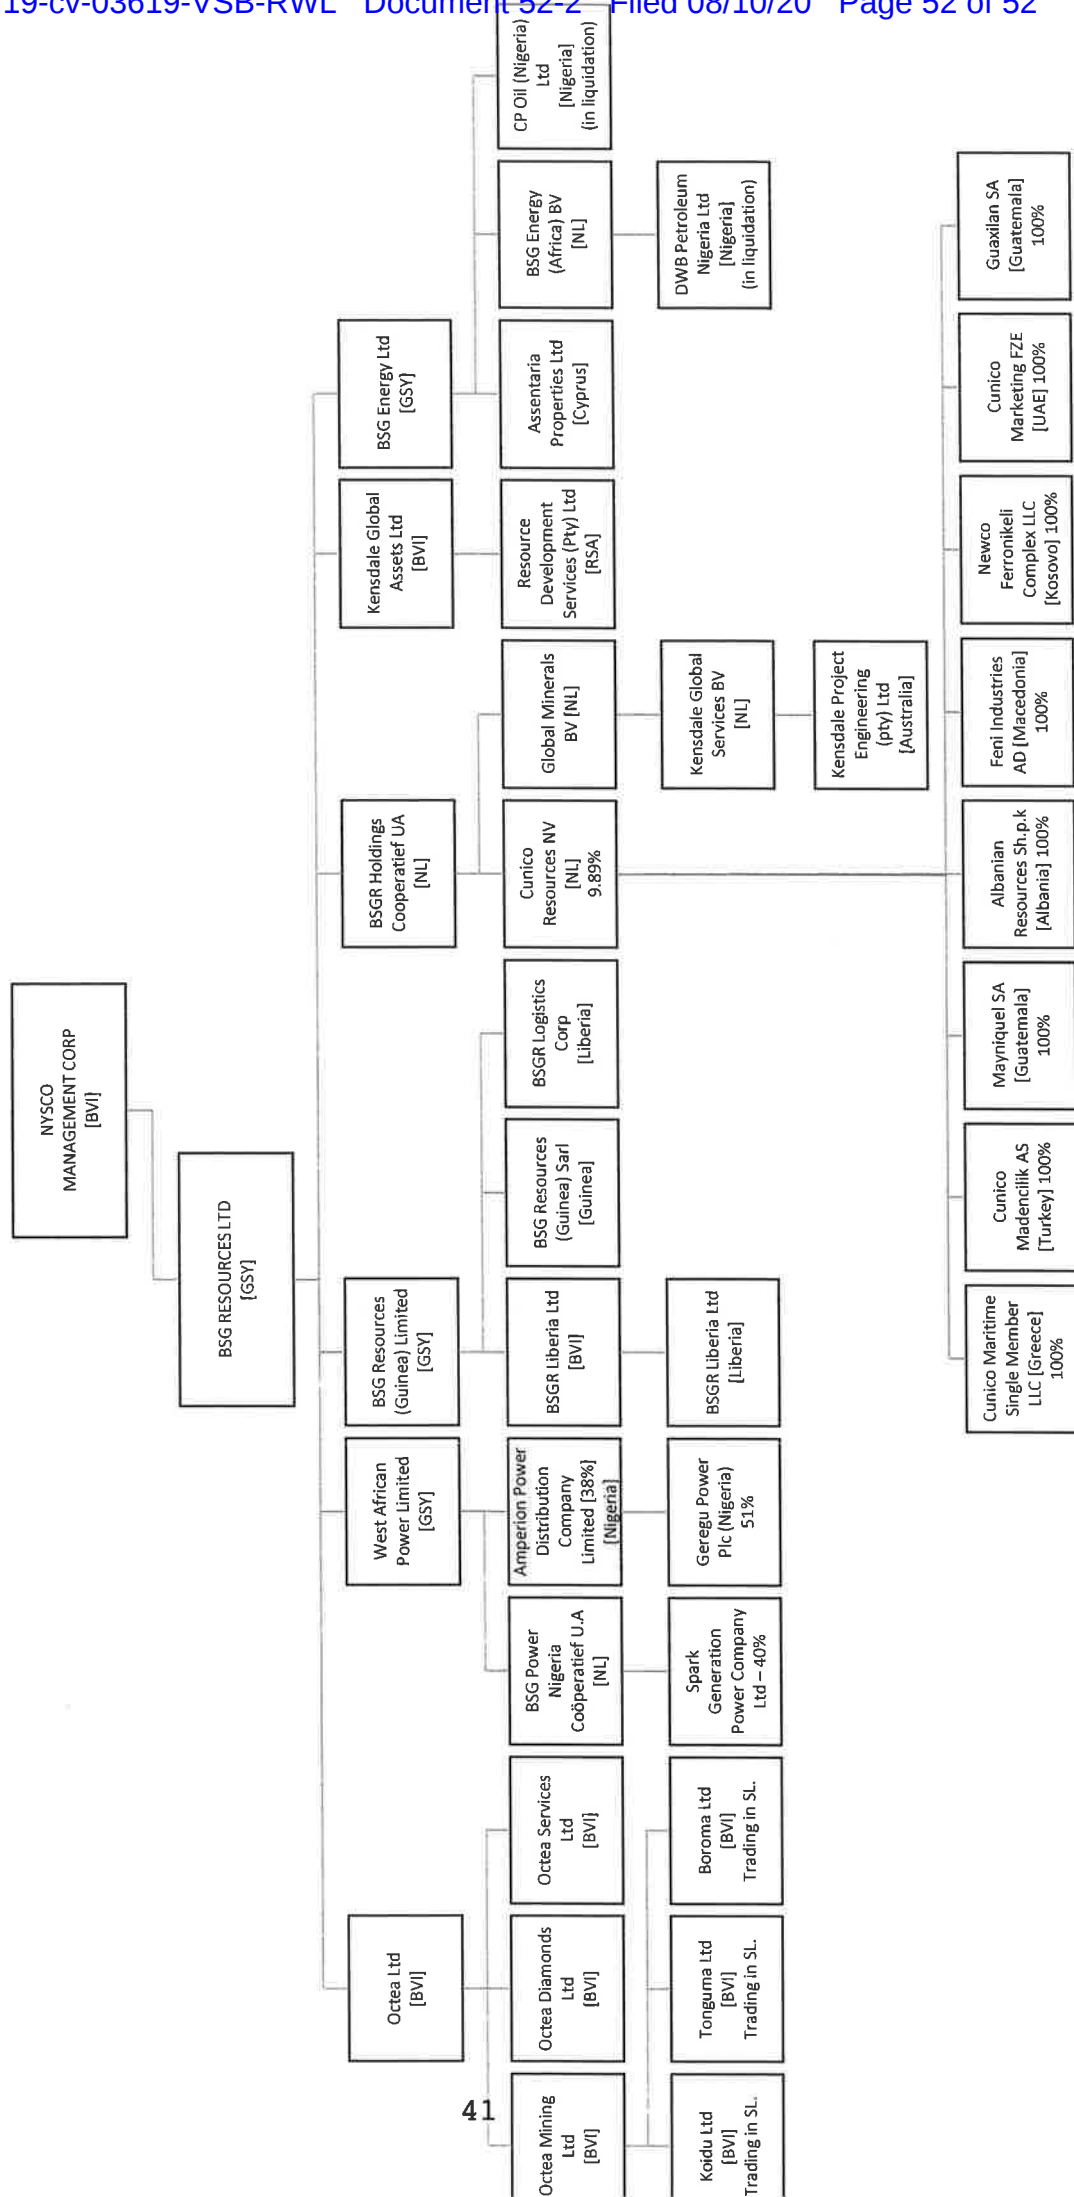 19-cv-03619-VSB-RWL Document 52-2 Filed 08/10/20 Page 52 of 52
NYSCO
MANAGEMENT CORP
[BVI]
BSG RESOURCES LTD
[GSY]
Octea Ltd
[BVI]
West African
Power Limited
[GSY]
BSG Resources
(Guinea) Limited
[GSY]
BSGR Holdings
Cooperatief UA
[NL]
Kensdale Global
Assets Ltd
[BVI]
BSG Energy Ltd
[GSY]
Octea Mining
Ltd
[BVI]
Octea Diamonds
Ltd
[BVI]
Octea Services
Ltd
[BVI]
BSG Power
Nigeria
Coöperatief U.A
[NL]
Amperion Power
Distribution
Company
Limited [38%]
[Nigeria]
BSGR Liberia Ltd
[BVI]
BSG Resources
(Guinea) Sarl
[Guinea]
BSGR Logistics
Corp
[Liberia]
Cunico
Resources NV
[NL]
9.89%
Global Minerals
BV [NL]
Resource
Development
Services (Pty) Ltd
[RSA]
Assentaria
Properties Ltd
[Cyprus]
BSG Energy
(Africa) BV
[NL]
CP Oil (Nigeria)
Ltd
[Nigeria]
(in liquidation)
Koidu Ltd
[BVI]
Trading in SL.
Tonguma Ltd
[BVI]
Trading in SL.
Boroma Ltd
[BVI]
Trading in SL.
Spark
Generation
Power Company
Ltd – 40%
Geregu Power
Plc (Nigeria)
51%
BSGR Liberia Ltd
[Liberia]
Kensdale Global
Services BV
[NL]
DWB Petroleum
Nigeria Ltd
[Nigeria]
(in liquidation)
Kensdale Project
Engineering
(pty) Ltd
[Australia]
Cunico Maritime
Single Member
LLC [Greece]
100%
Cunico
Madencilik AS
[Turkey] 100%
Mayniquel SA
[Guatemala]
100%
Albanian
Resources Sh.p.k
[Albania] 100%
Feni Industries
AD [Macedonia]
100%
Newco
Ferronikeli
Complex LLC
[Kosovo] 100%
Cunico
Marketing FZE
[UAE] 100%
Guaxilan SA
[Guatemala]
100%
41